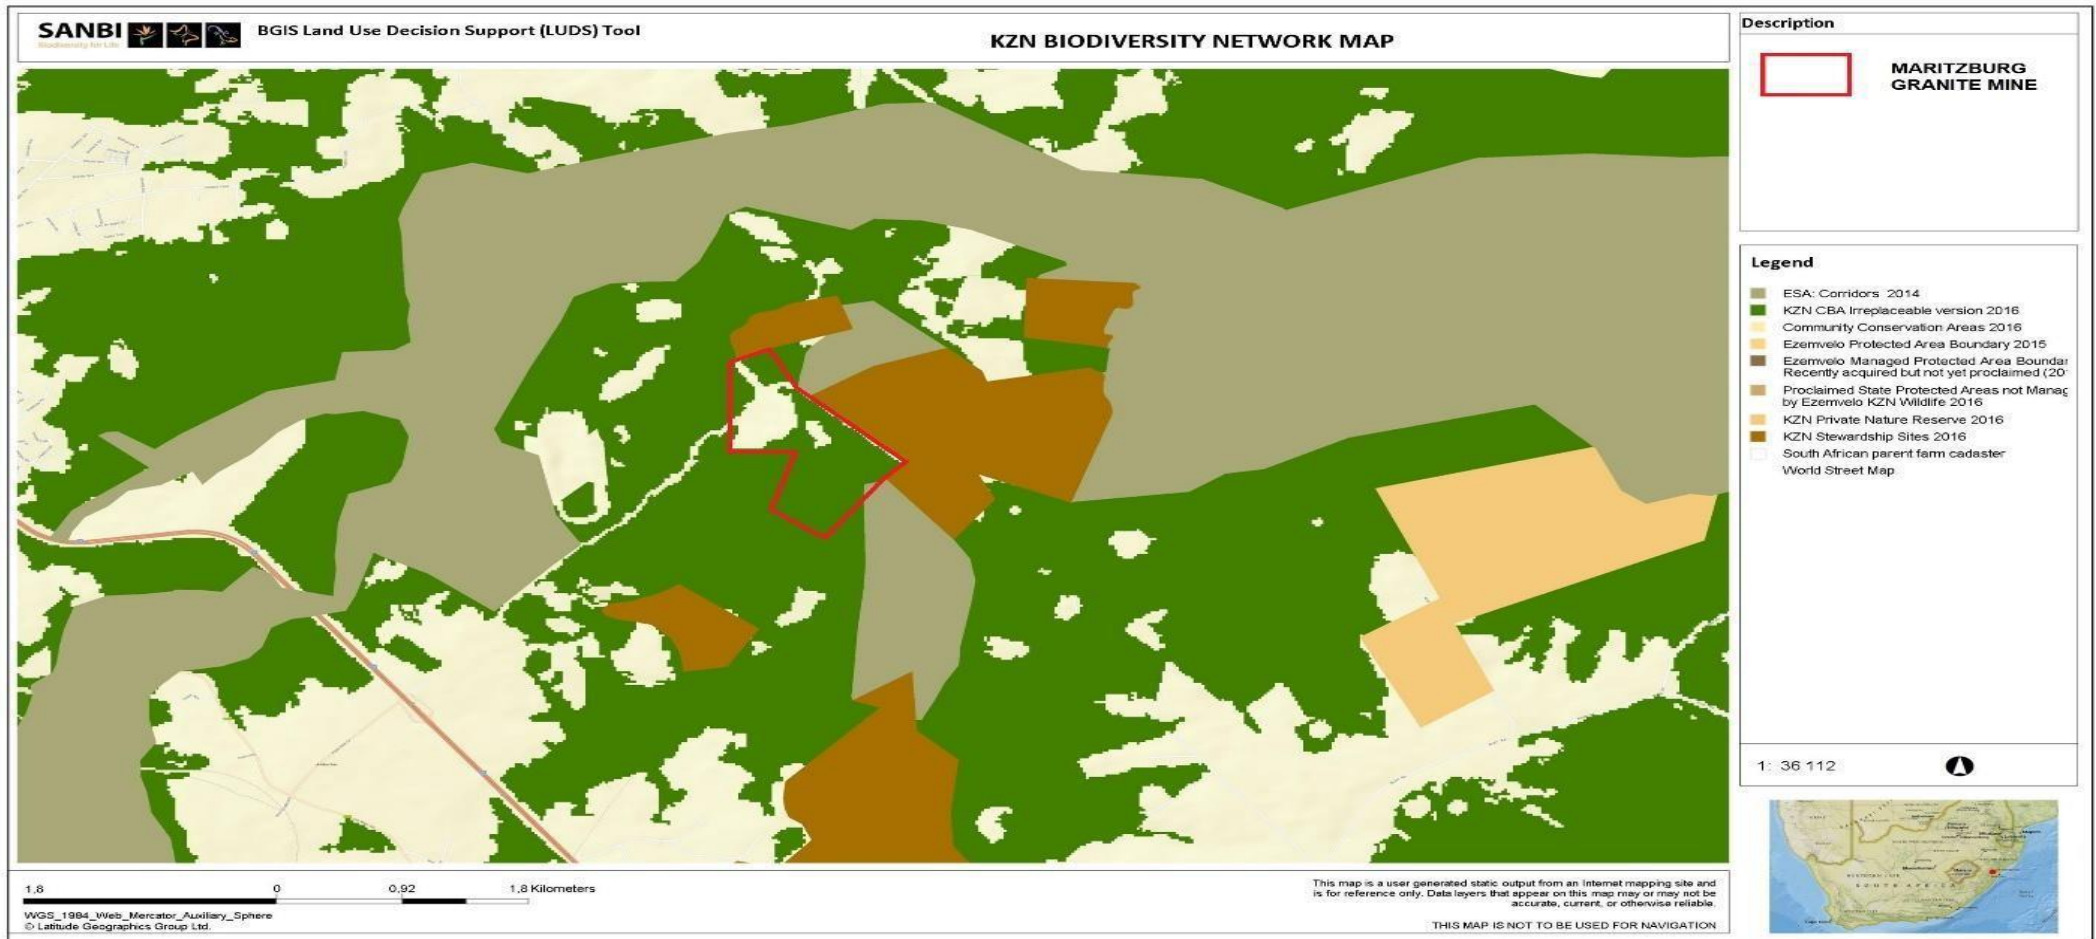 SANBI
Biodiversity for Life
BGIS Land Use Decision Support (LUDS) Tool
KZN BIODIVERSITY NETWORK MAP
Description
MARITZBURG
GRANITE MINE
Legend
ESA: Corridors 2014
KZN CBA Irreplaceable version 2016
Community Conservation Areas 2016
Ezemvelo Protected Area Boundary 2015
Ezemvelo Managed Protected Area Boundar
Recently acquired but not yet proclaimed (20
Proclaimed State Protected Areas not Manag
by Ezemvelo KZN Wildlife 2016
KZN Private Nature Reserve 2016
KZN Stewardship Sites 2016
South African parent farm cadaster
World Street Map
1: 36 112
1,8 0 0,92 1,8 Kilometers
WGS_1984_Web_Mercator_Auxiliary_Sphere
© Latitude Geographics Group Ltd.
This map is a user generated static output from an Internet mapping site and
is for reference only. Data layers that appear on this map may or may not be
accurate, current, or otherwise reliable.
THIS MAP IS NOT TO BE USED FOR NAVIGATION
SOUTH AFRICA